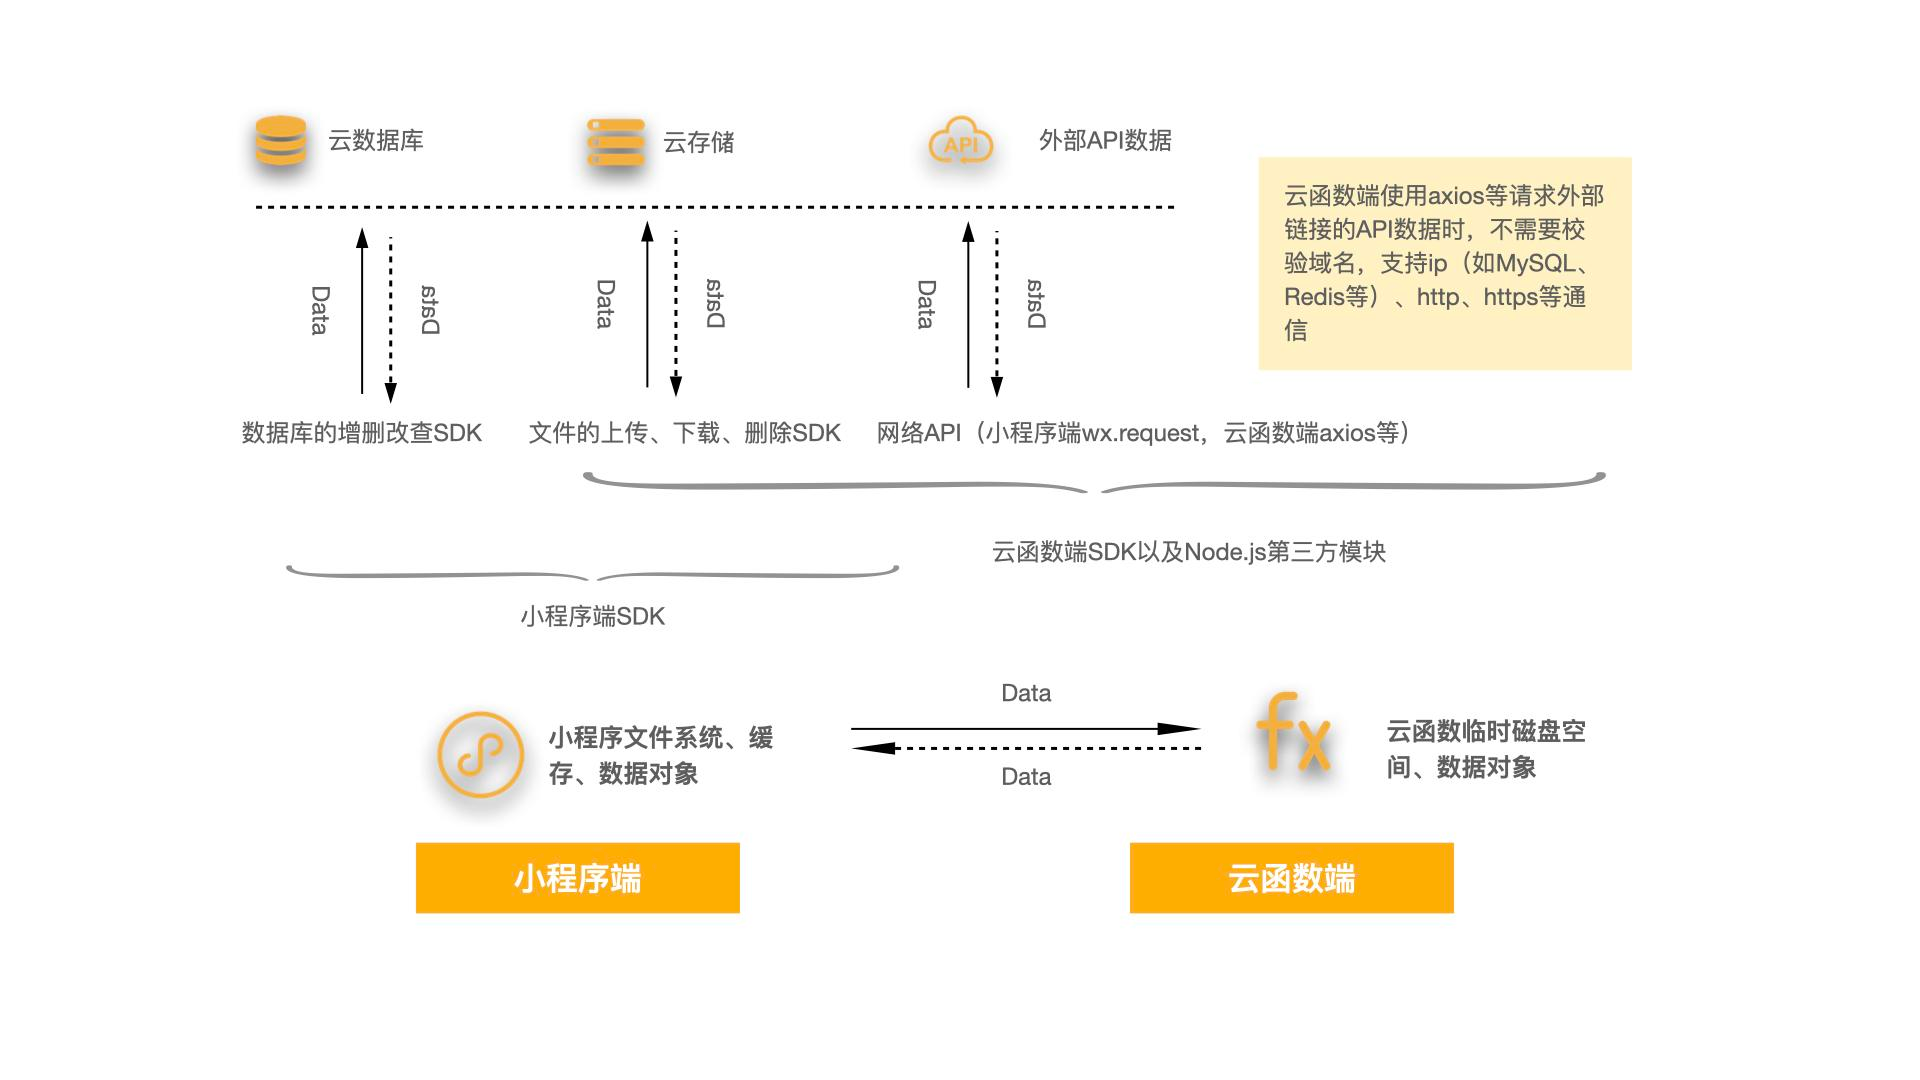 云数据库
云存储
API
外部API数据
云函数端使用axios等请求外部
链接的API数据时，不需要校
验域名，支持ip（如MySQL、
Redis等）、http、https等通
信
Data
Data
Data
Data
Data
Data
数据库的增删改查SDK
文件的上传、下载、删除SDK
网络API（小程序端wx.request，云函数端axios等）
云函数端SDK以及Node.js第三方模块
小程序端SDK
Data
小程序文件系统、缓
存、数据对象
fx
云函数临时磁盘空
间、数据对象
Data
小程序端
云函数端